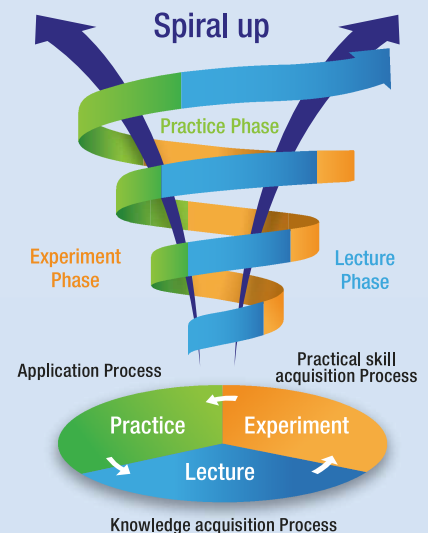 Spiral up
Practice Phase
Experiment
Phase
Lecture
Phase
Application Process
Practical skill
acquisition Process
Practice
Experiment
Lecture
Knowledge acquisition Process